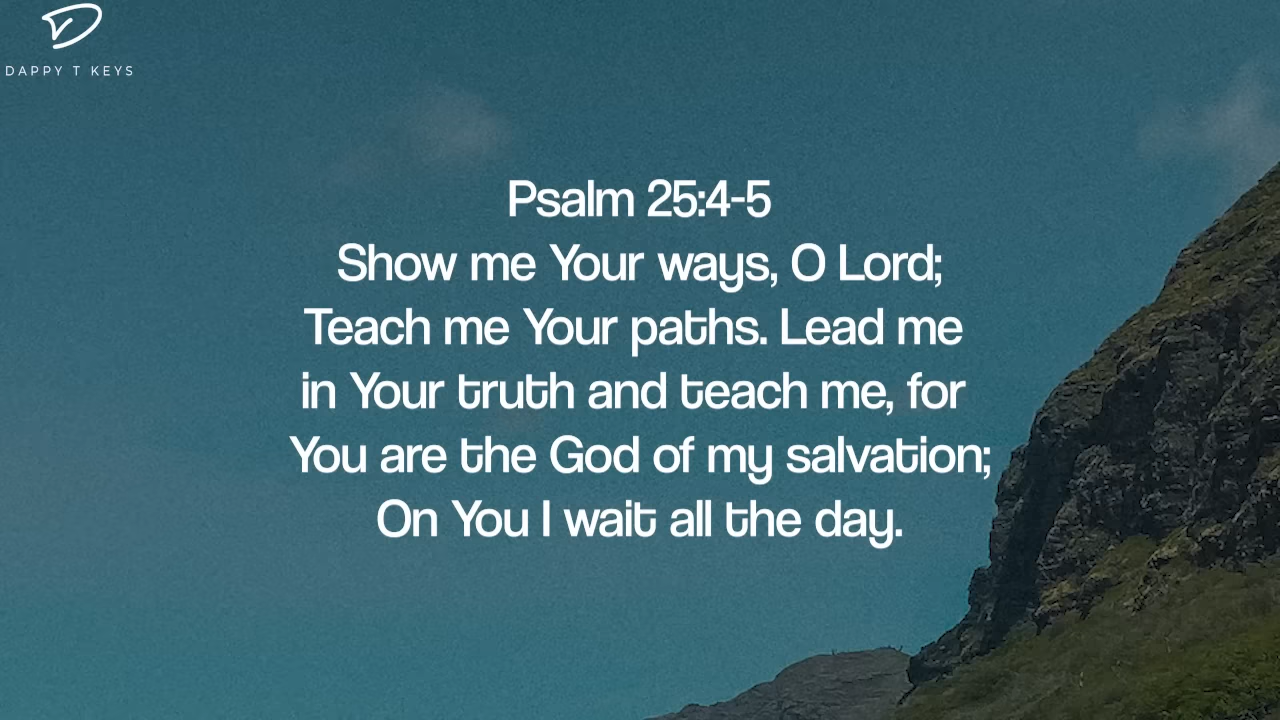 DAPPY T KEYS
Psalm 25:4-5
Show me Your ways, O Lord;
Teach me Your paths. Lead me
in Your truth and teach me, for
You are the God of my salvation;
On You I wait all the day.